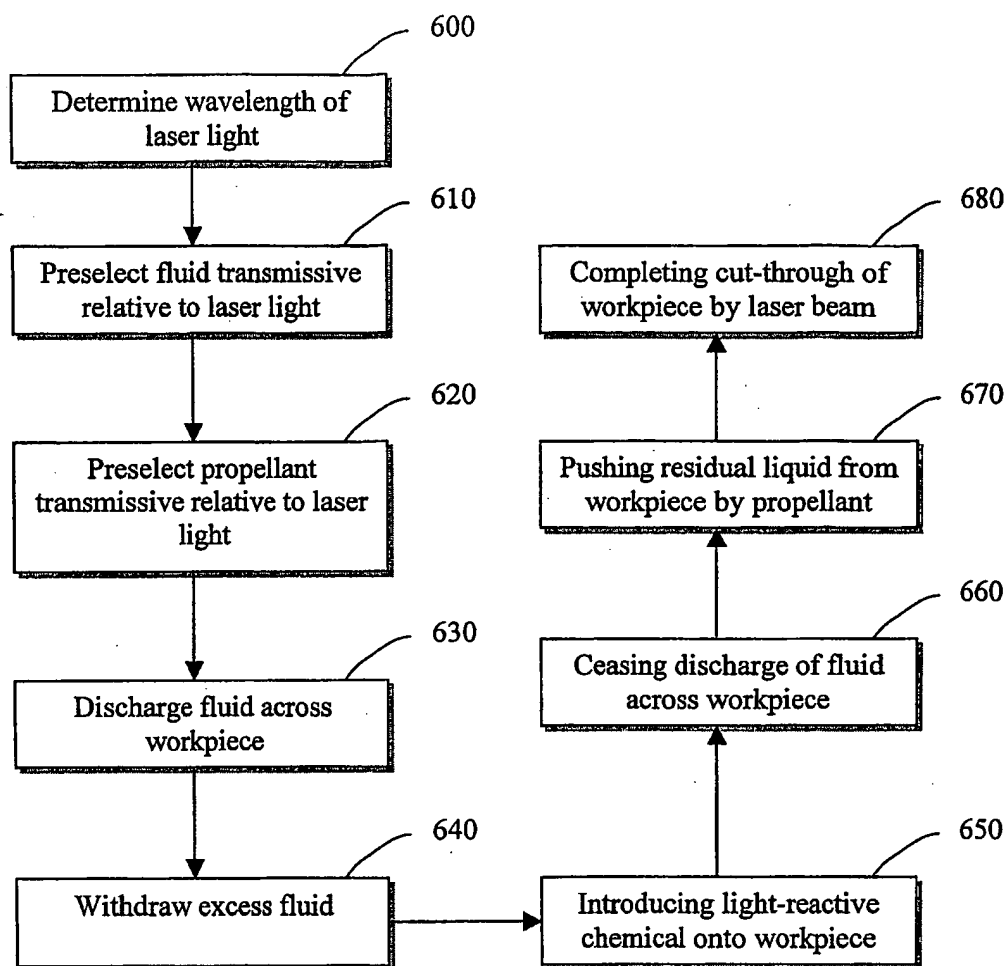 600
Determine wavelength of
laser light
610
Preselect fluid transmissive
relative to laser light
620
Preselect propellant
transmissive relative to laser
light
630
Discharge fluid across
workpiece
640
Withdraw excess fluid
650
Introducing light-reactive
chemical onto workpiece
660
Ceasing discharge of fluid
across workpiece
670
Pushing residual liquid from
workpiece by propellant
680
Completing cut-through of
workpiece by laser beam